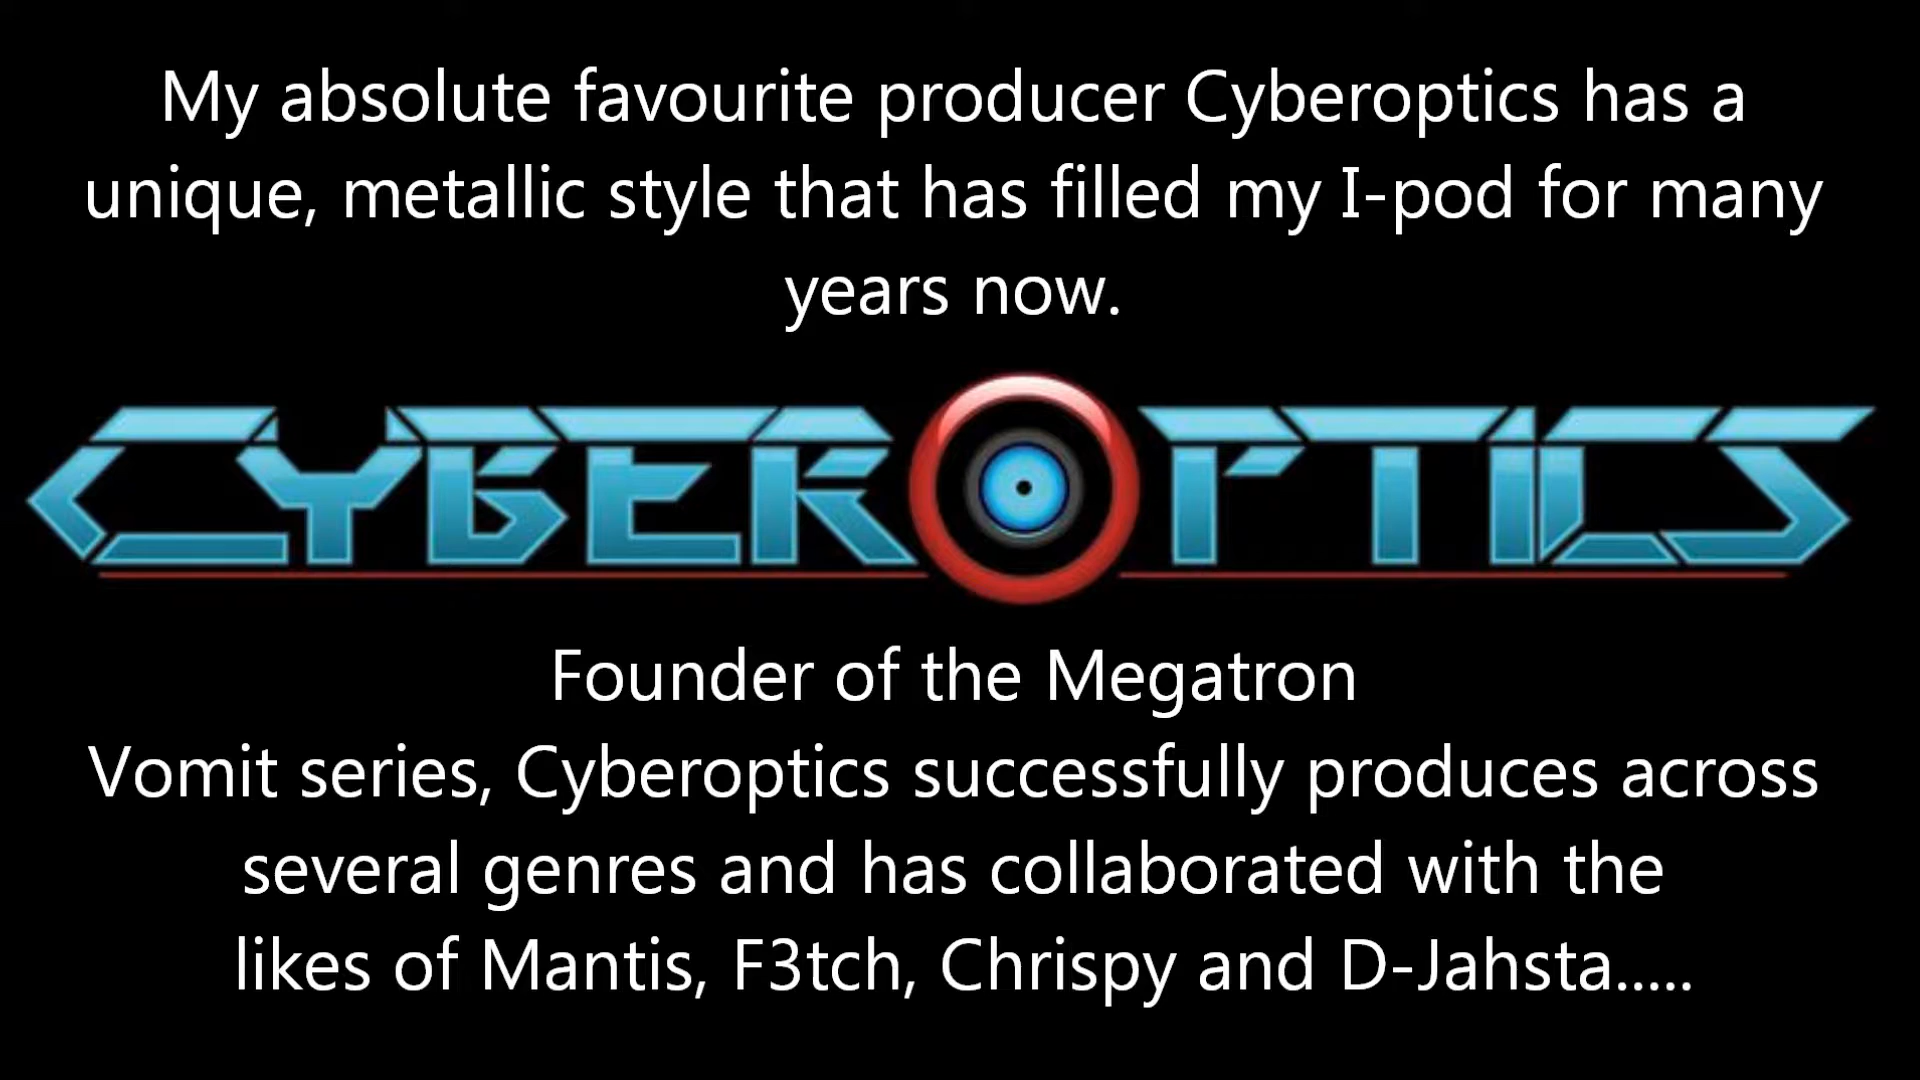 My absolute favourite producer Cyberoptics has a
unique, metallic style that has filled my I-pod for many
years now.
CYBEROPTICS
Founder of the Megatron
Vomit series, Cyberoptics successfully produces across
several genres and has collaborated with the
likes of Mantis, F3tch, Chrispy and D-Jahsta.....